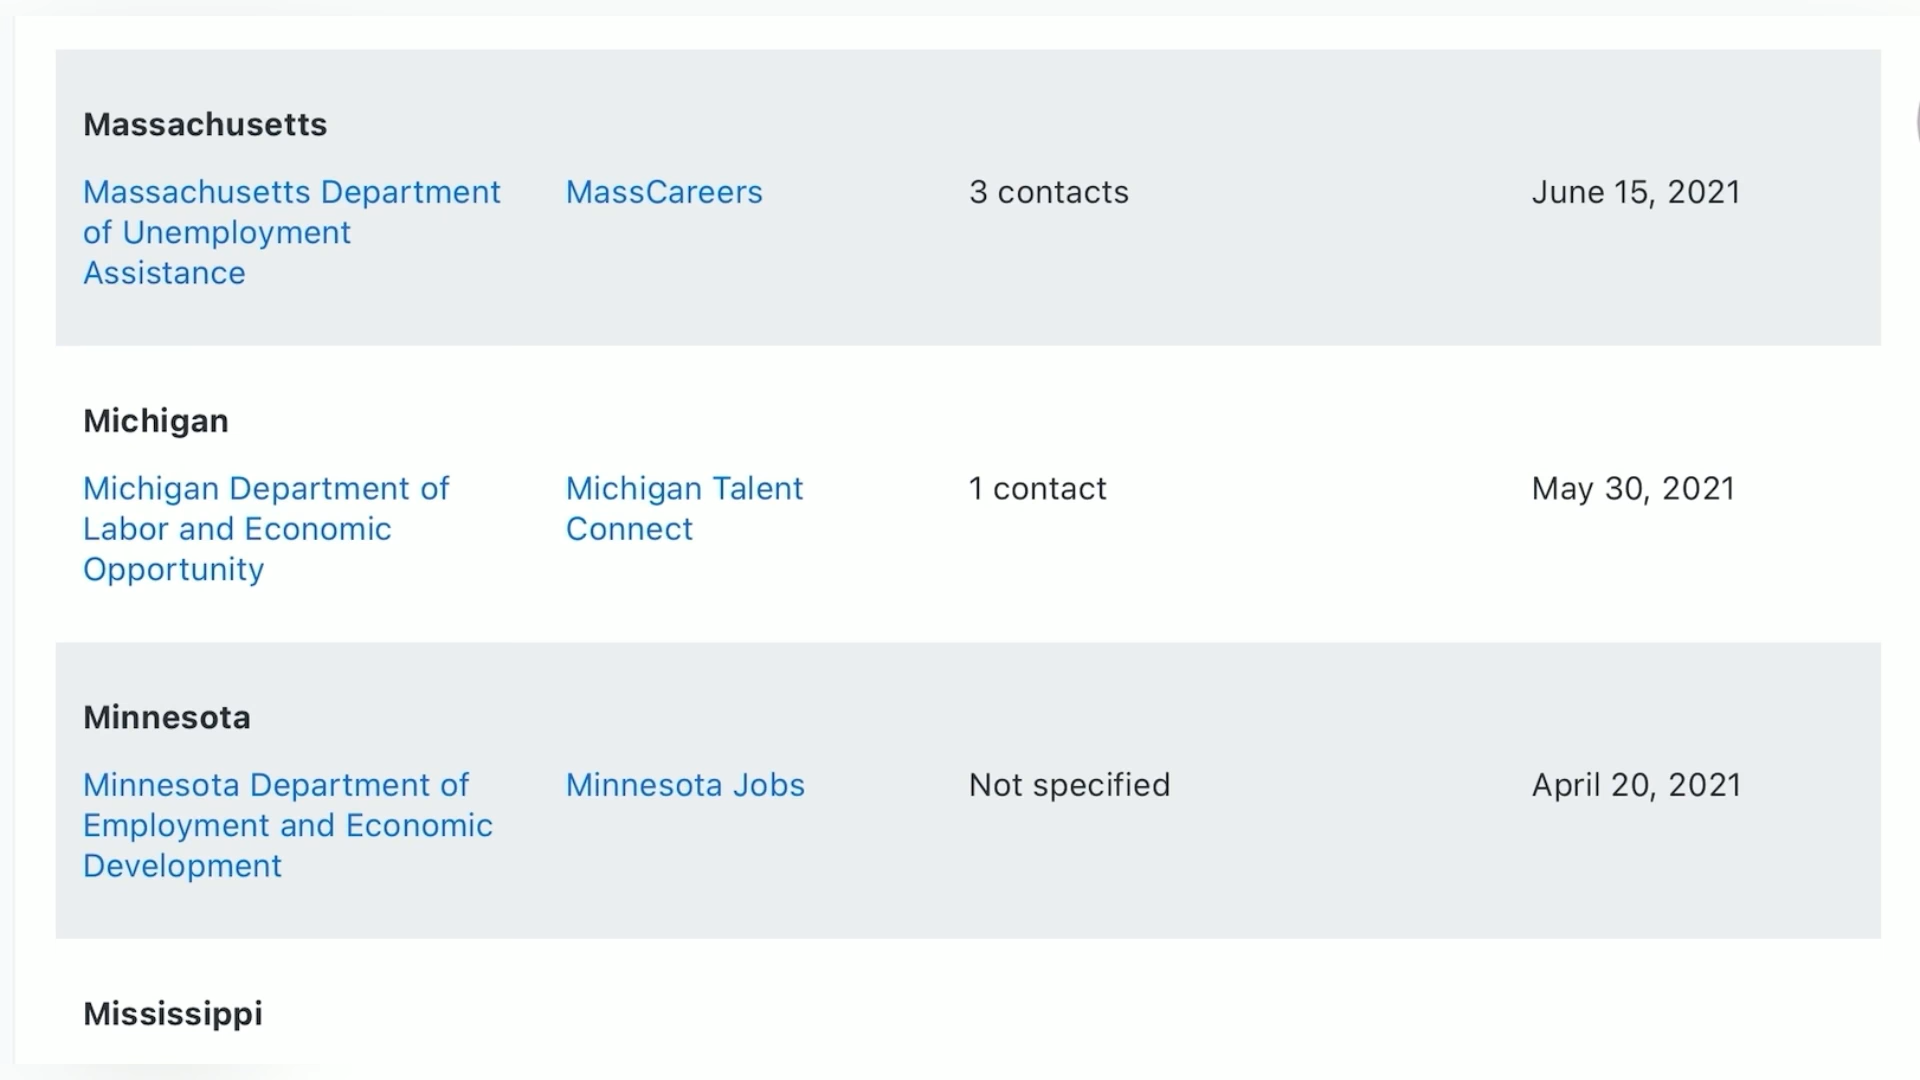 Massachusetts
Massachusetts Department
of Unemployment
Assistance
MassCareers
3 contacts
June 15, 2021
Michigan
Michigan Department of
Labor and Economic
Opportunity
Michigan Talent
Connect
1 contact
May 30, 2021
Minnesota
Minnesota Department of
Employment and Economic
Development
Minnesota Jobs
Not specified
April 20, 2021
Mississippi